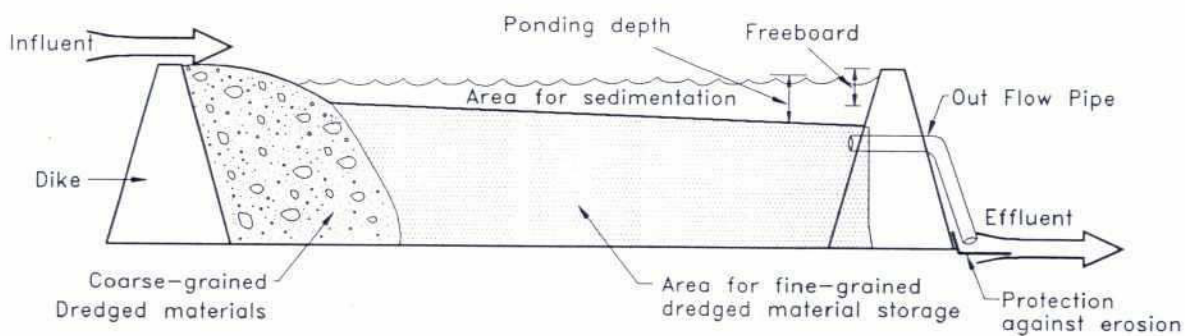 Influent
Ponding depth
Freeboard
Area for sedimentation
Out Flow Pipe
Dike
Effluent
Coarse-grained
Dredged materials
Area for fine-grained
dredged material storage
Protection
against erosion